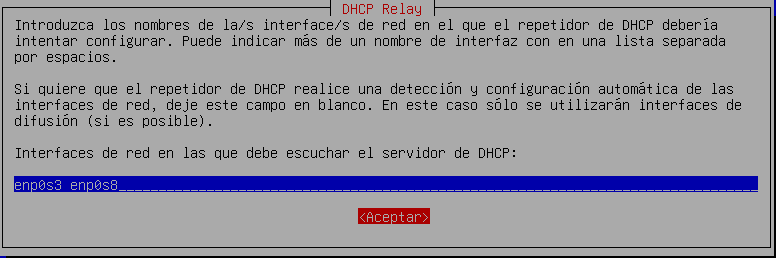 DHCP Relay
Introduzca los nombres de la/s interface/s de red en el que el repetidor de DHCP debería
intentar configurar. Puede indicar más de un nombre de interfaz con en una lista separada
por espacios.
Si quiere que el repetidor de DHCP realice una detección y configuración automática de las
interfaces de red, deje este campo en blanco. En este caso sólo se utilizarán interfaces de
difusión (si es posible).
Interfaces de red en las que debe escuchar el servidor de DHCP:
enp0s3 enp0s8
<Aceptar>